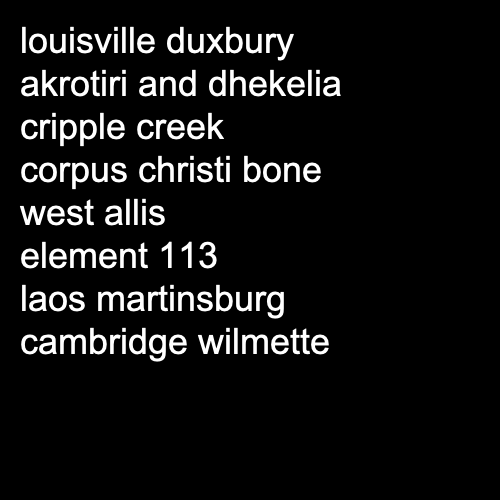 louisville duxbury
akrotiri and dhekelia
cripple creek
corpus christi bone
west allis
element 113
laos martinsburg
cambridge wilmette